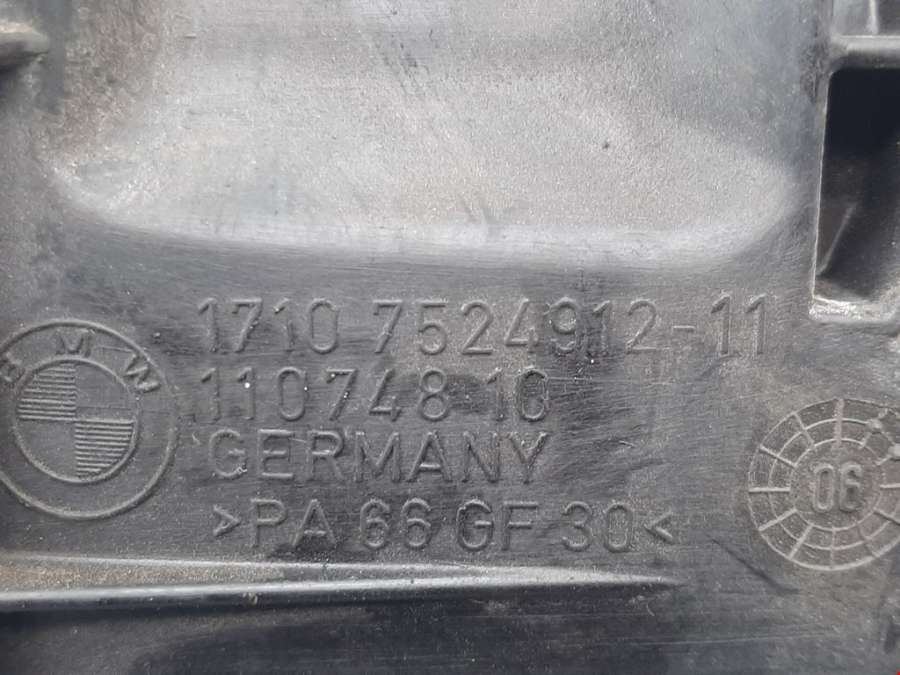 1710 7524912-11
110748 10
GERMANY
>PA 66 GF 30<
BMW
06